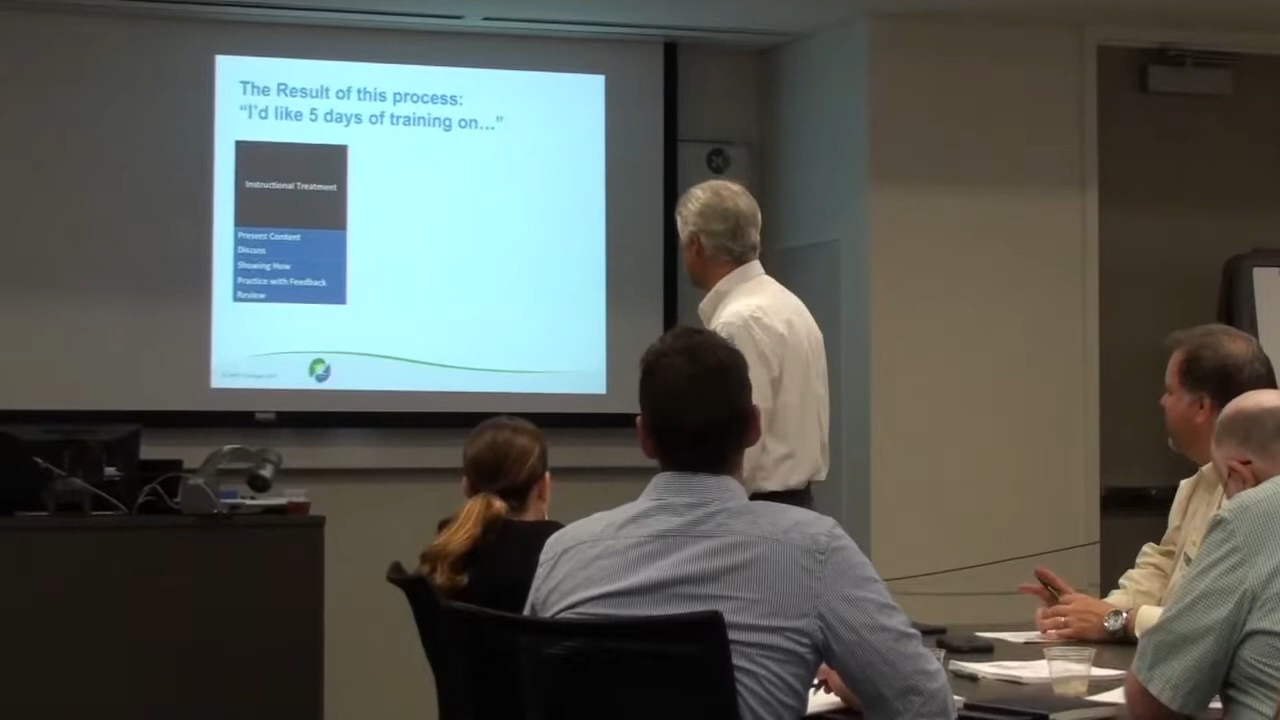 The Result of this process:
“I’d like 5 days of training on…”
Instructional Treatment
Present Content
Discuss
Showing How
Practice with Feedback
Review